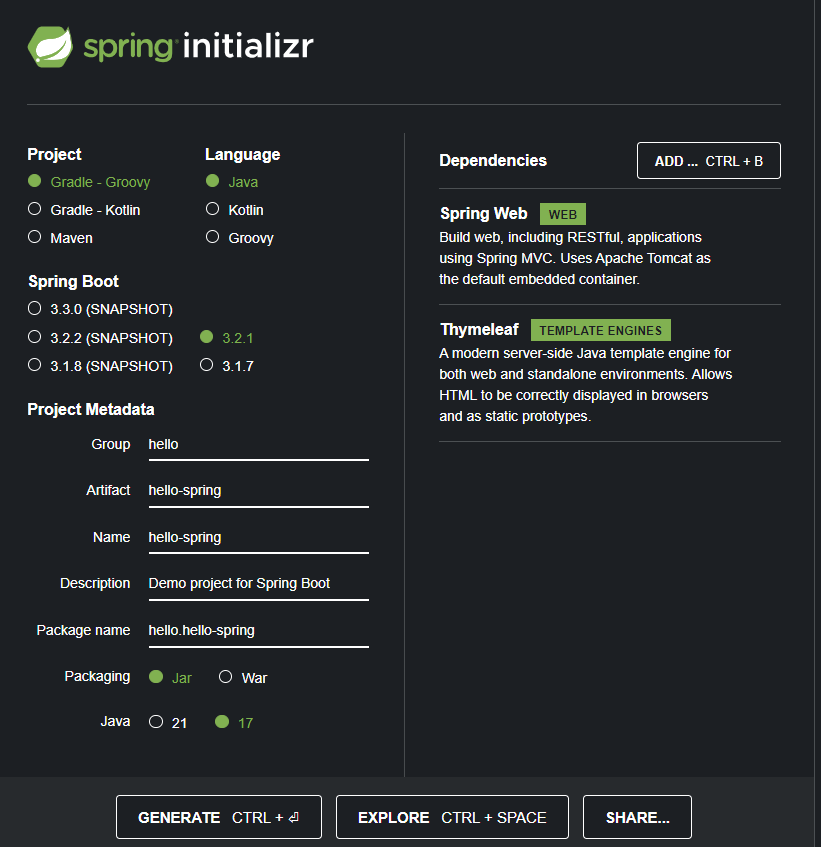 spring initializr
Project
Gradle - Groovy
Gradle - Kotlin
Maven
Language
Java
Kotlin
Groovy
Spring Boot
3.3.0 (SNAPSHOT)
3.2.2 (SNAPSHOT) 3.2.1
3.1.8 (SNAPSHOT) 3.1.7
Project Metadata
Group hello
Artifact hello-spring
Name hello-spring
Description Demo project for Spring Boot
Package name hello.hello-spring
Packaging Jar War
Java 21 17
Dependencies ADD ... CTRL + B
Spring Web WEB
Build web, including RESTful, applications
using Spring MVC. Uses Apache Tomcat as
the default embedded container.
Thymeleaf TEMPLATE ENGINES
A modern server-side Java template engine for
both web and standalone environments. Allows
HTML to be correctly displayed in browsers
and as static prototypes.
GENERATE CTRL + ⏎ EXPLORE CTRL + SPACE SHARE...